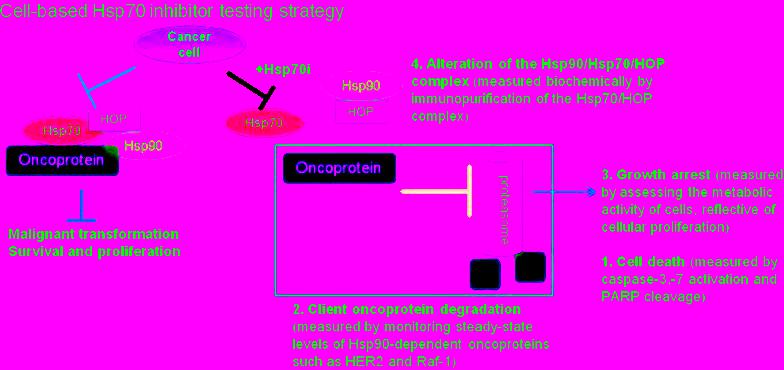 Cell-based Hsp70 inhibitor testing strategy
Cancer
cell
+Hsp70i
Hsp90
HOP
Hsp70
4. Alteration of the Hsp90/Hsp70/HOP
complex (measured biochemically by
immunopurification of the Hsp70/HOP
complex)
HOP
Hsp70
Hsp90
Oncoprotein
Malignant transformation
Survival and proliferation
Oncoprotein
proteasome
3. Growth arrest (measured
by assessing the metabolic
activity of cells, reflective of
cellular proliferation)
1. Cell death (measured by
caspase-3,-7 activation and
PARP cleavage)
2. Client oncoprotein degradation
(measured by monitoring steady-state
levels of Hsp90-dependent oncoproteins
such as HER2 and Raf-1)